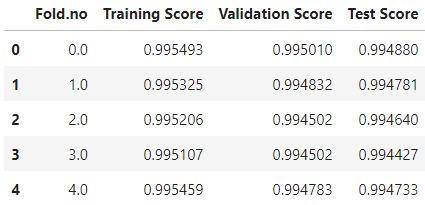 Fold.no Training Score Validation Score Test Score
0 0.0 0.995493 0.995010 0.994880
1 1.0 0.995325 0.994832 0.994781
2 2.0 0.995206 0.994502 0.994640
3 3.0 0.995107 0.994502 0.994427
4 4.0 0.995459 0.994783 0.994733